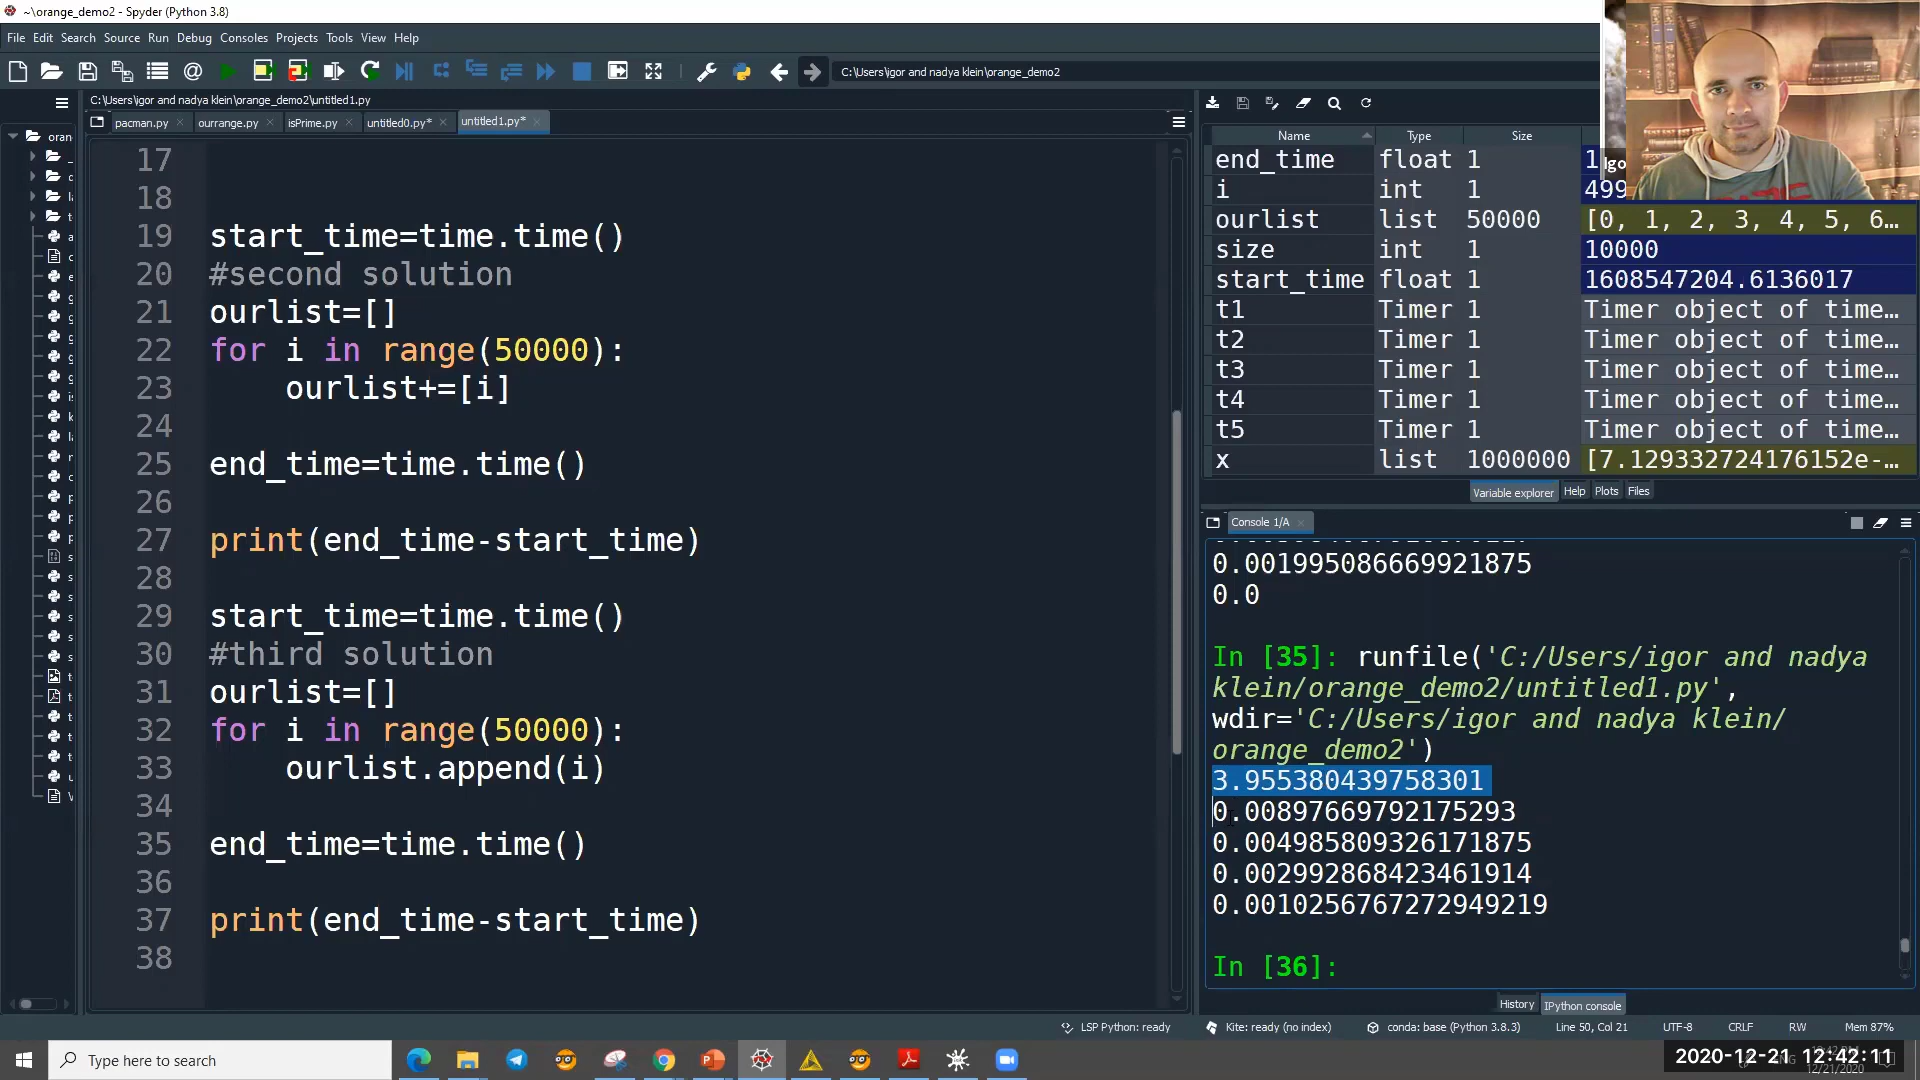 ~\orange_demo2 - Spyder (Python 3.8)
File Edit Search Source Run Debug Consoles Projects Tools View Help
C:\Users\igor and nadya klein\orange_demo2
C:\Users\igor and nadya klein\orange_demo2\untitled1.py
pacman.py ourrange.py isPrime.py untitled0.py* untitled1.py*
oran
17
18
19 start_time=time.time()
20 #second solution
21 ourlist=[]
22 for i in range(50000):
23 ourlist+=[i]
24
25 end_time=time.time()
26
27 print(end_time-start_time)
28
29 start_time=time.time()
30 #third solution
31 ourlist=[]
32 for i in range(50000):
33 ourlist.append(i)
34
35 end_time=time.time()
36
37 print(end_time-start_time)
38
Name Type Size
end_time float 1 1
Igo
i int 1 499
ourlist list 50000 [0, 1, 2, 3, 4, 5, 6…
size int 1 10000
start_time float 1 1608547204.6136017
t1 Timer 1 Timer object of time…
t2 Timer 1 Timer object of time…
t3 Timer 1 Timer object of time…
t4 Timer 1 Timer object of time…
t5 Timer 1 Timer object of time…
x list 1000000 [7.129332724176152e-…
Variable explorer Help Plots Files
Console 1/A
0.001995086669921875
0.0
In [35]: runfile('C:/Users/igor and nadya
klein/orange_demo2/untitled1.py',
wdir='C:/Users/igor and nadya klein/
orange_demo2')
3.955380439758301
0.00897669792175293
0.004985809326171875
0.002992868423461914
0.0010256767272949219
In [36]:
History IPython console
LSP Python: ready Kite: ready (no index) conda: base (Python 3.8.3) Line 50, Col 21 UTF-8 CRLF RW Mem 87%
Type here to search
2020-12-21 12:42:11
12/21/2020